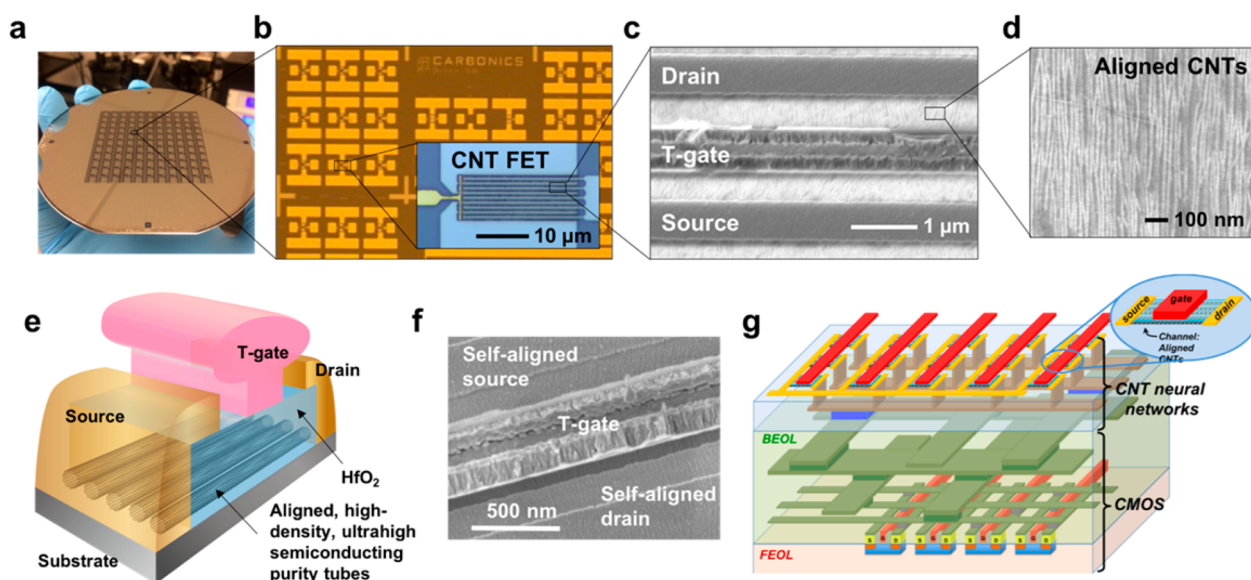 a
b
c
d
CARBONICS
CNT FET
10 μm
Drain
T-gate
Source
1 μm
Aligned CNTs
100 nm
e
f
g
T-gate
Drain
Source
HfO2
Aligned, high-
density, ultrahigh
semiconducting
purity tubes
Substrate
Self-aligned
source
T-gate
Self-aligned
drain
500 nm
source
gate
drain
Channel:
Aligned
CNTs
CNT neural
networks
BEOL
CMOS
FEOL
S D S D S D S D